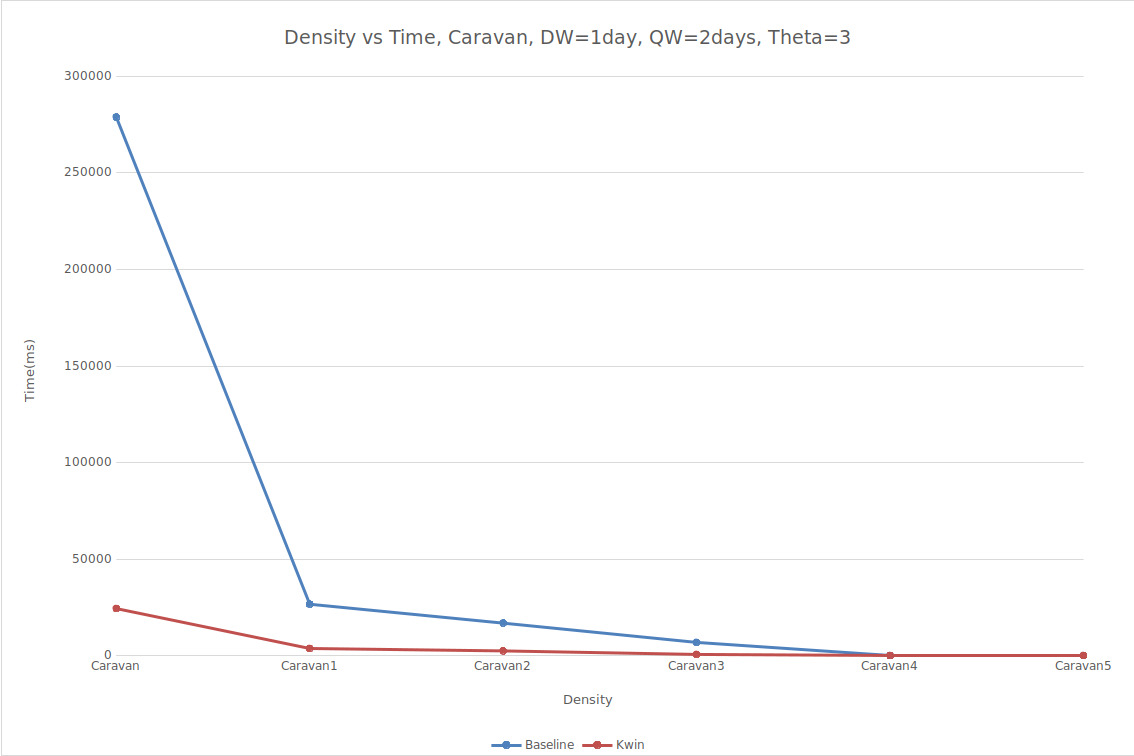 Density vs Time, Caravan, DW=1day, QW=2days, Theta=3
300000
250000
200000
150000
100000
50000
0
Time(ms)
Caravan Caravan1 Caravan2 Caravan3 Caravan4 Caravan5
Density
Baseline Kwin